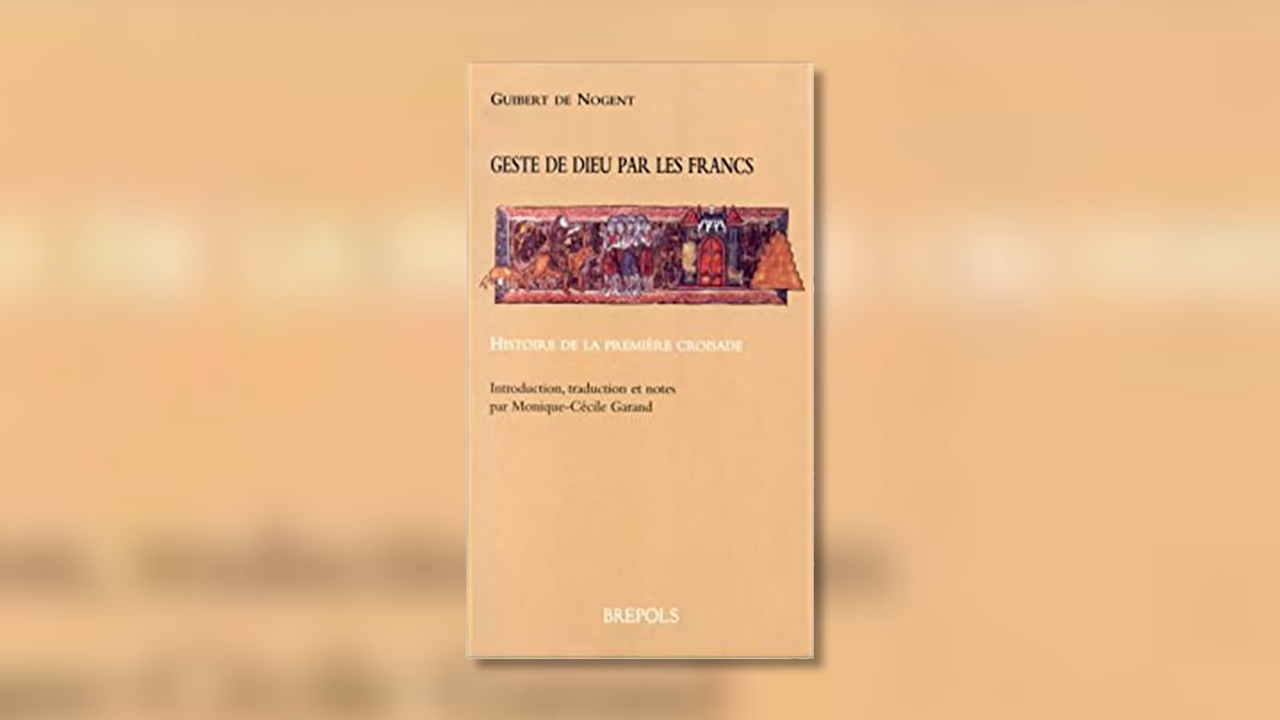 GUIBERT DE NOGENT
GESTE DE DIEU PAR LES FRANCS
HISTOIRE DE LA PREMIÈRE CROISADE
Introduction, traduction et notes
par Monique-Cécile Garand
BREPOLS